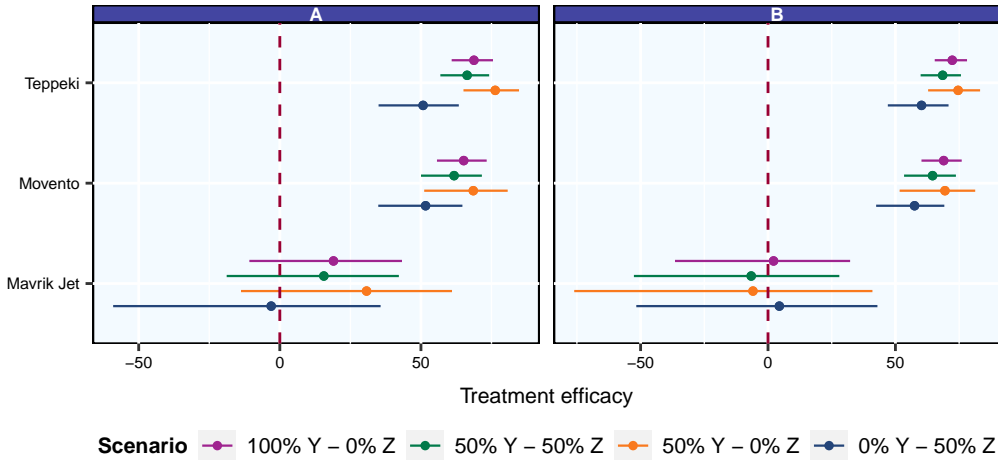 A
B
Teppeki
Movento
Mavrik Jet
−50
0
50
−50
0
50
Treatment efficacy
Scenario
100% Y − 0% Z
50% Y − 50% Z
50% Y − 0% Z
0% Y − 50% Z